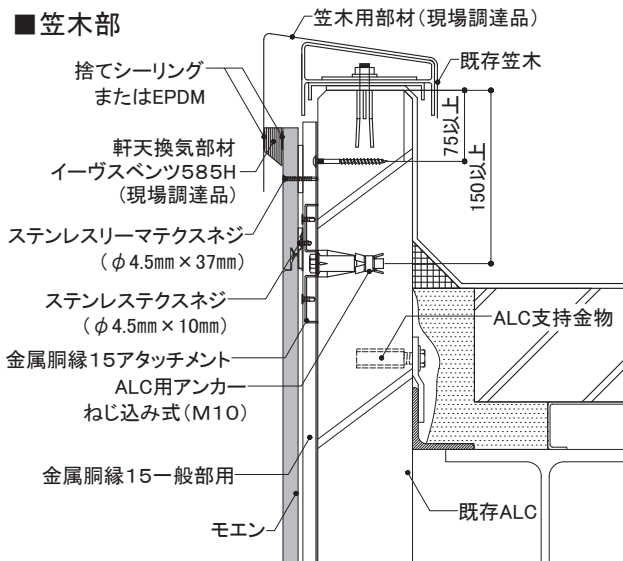 ■笠木部
笠木用部材(現場調達品)
既存笠木
捨てシーリング
またはEPDM
軒天換気部材
イーヴスベンツ585H
(現場調達品)
75以上
150以上
ステンレスリーマテクスネジ
(φ4.5mm×37mm)
ステンレステクスネジ
(φ4.5mm×10mm)
金属胴縁15アタッチメント
ALC用アンカー
ねじ込み式(M10)
ALC支持金物
金属胴縁15一般部用
モエン
既存ALC